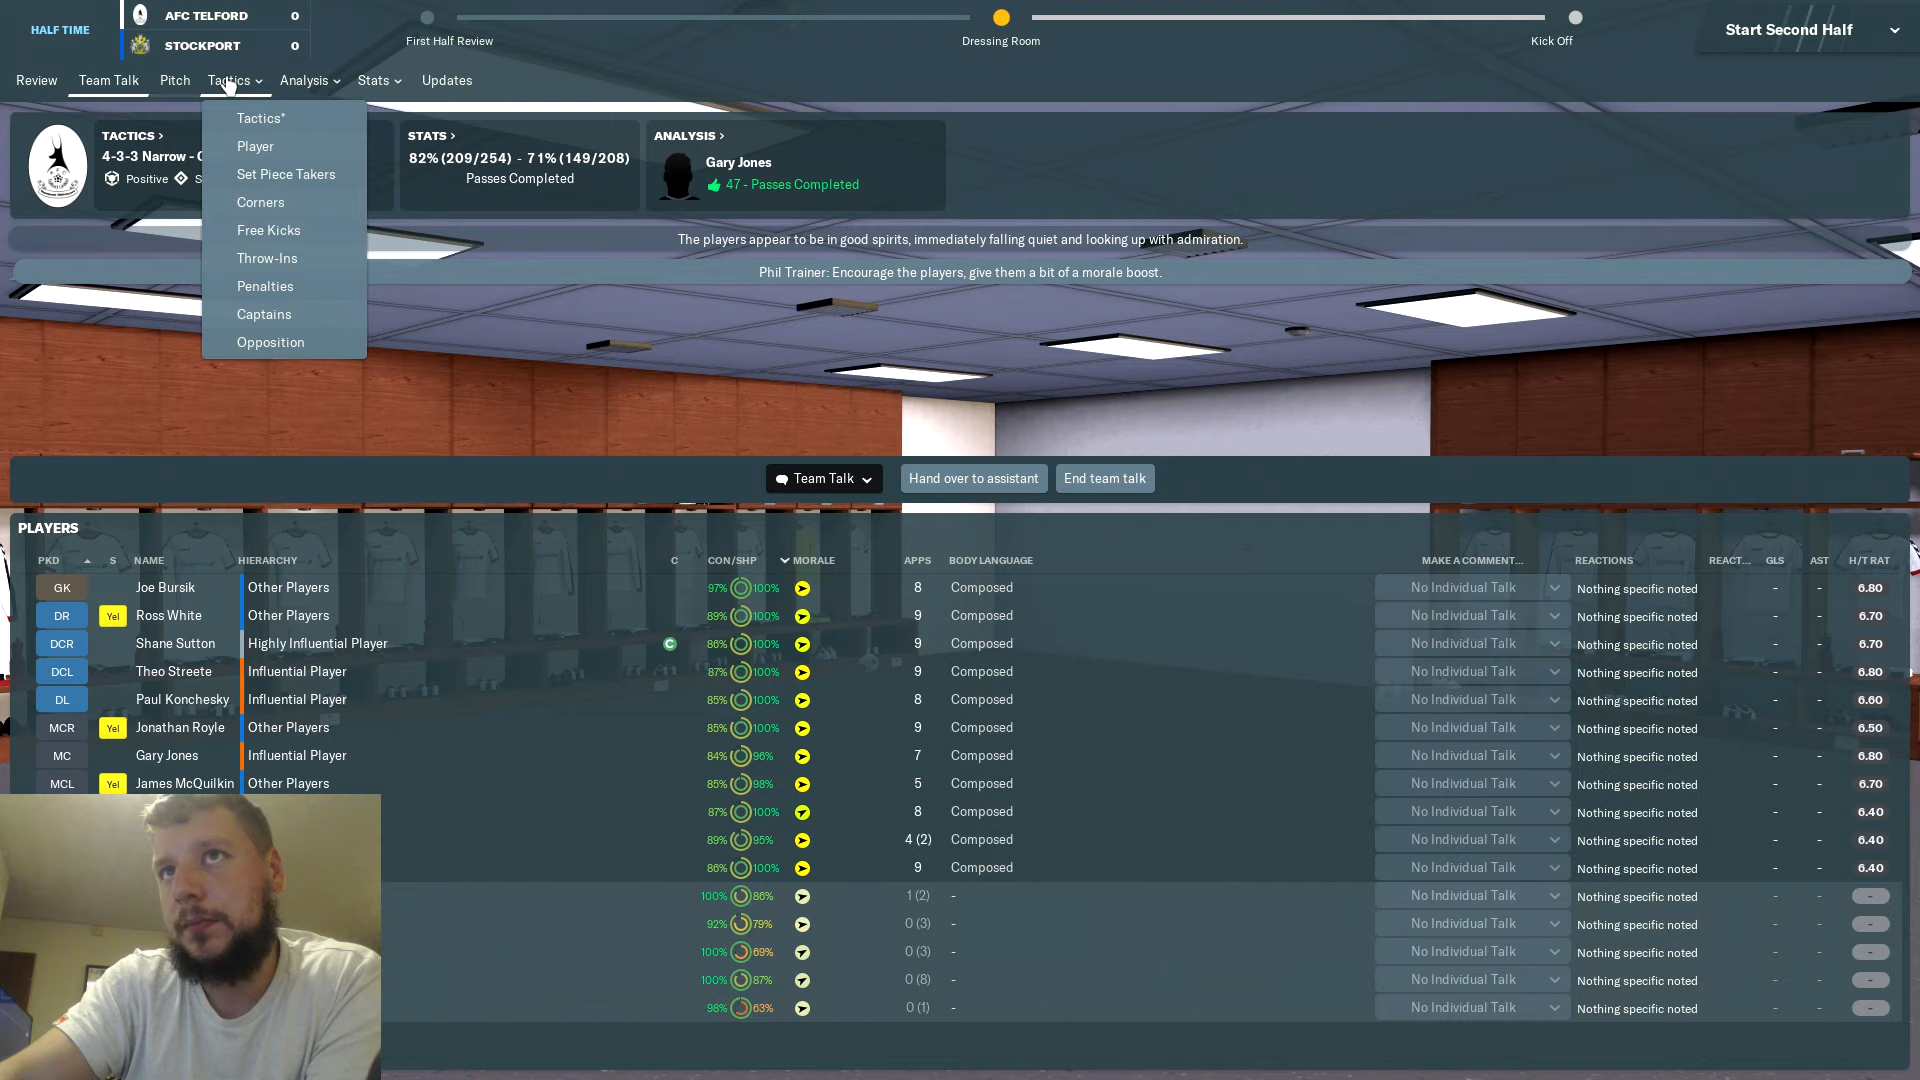 HALF TIME
AFC TELFORD 0
STOCKPORT 0
First Half Review
Dressing Room
Kick Off
Start Second Half
Review Team Talk Pitch Tactics Analysis Stats Updates
Tactics*
Player
Set Piece Takers
Corners
Free Kicks
Throw-Ins
Penalties
Captains
Opposition
TACTICS >
4-3-3 Narrow -
Positive
STATS >
82% (209/254) - 71% (149/208)
Passes Completed
ANALYSIS >
Gary Jones
47 - Passes Completed
The players appear to be in good spirits, immediately falling quiet and looking up with admiration.
Phil Trainer: Encourage the players, give them a bit of a morale boost.
Team Talk Hand over to assistant End team talk
PLAYERS
PKD S NAME HIERARCHY C CON/SHP MORALE APPS BODY LANGUAGE MAKE A COMMENT... REACTIONS REACT... GLS AST H/T RAT
GK Joe Bursik Other Players 97% 100% 8 Composed No Individual Talk Nothing specific noted - - 6.80
DR Yel Ross White Other Players 89% 100% 9 Composed No Individual Talk Nothing specific noted - - 6.70
DCR Shane Sutton Highly Influential Player C 86% 100% 9 Composed No Individual Talk Nothing specific noted - - 6.70
DCL Theo Streete Influential Player 87% 100% 9 Composed No Individual Talk Nothing specific noted - - 6.80
DL Paul Konchesky Influential Player 85% 100% 8 Composed No Individual Talk Nothing specific noted - - 6.60
MCR Yel Jonathan Royle Other Players 85% 100% 9 Composed No Individual Talk Nothing specific noted - - 6.50
MC Gary Jones Influential Player 84% 96% 7 Composed No Individual Talk Nothing specific noted - - 6.80
MCL Yel James McQuilkin Other Players 85% 98% 5 Composed No Individual Talk Nothing specific noted - - 6.70
87% 100% 8 Composed No Individual Talk Nothing specific noted - - 6.40
89% 95% 4 (2) Composed No Individual Talk Nothing specific noted - - 6.40
86% 100% 9 Composed No Individual Talk Nothing specific noted - - 6.40
100% 86% 1 (2) - No Individual Talk Nothing specific noted - - -
92% 79% 0 (3) - No Individual Talk Nothing specific noted - - -
100% 69% 0 (3) - No Individual Talk Nothing specific noted - - -
100% 87% 0 (8) - No Individual Talk Nothing specific noted - - -
98% 63% 0 (1) - No Individual Talk Nothing specific noted - - -